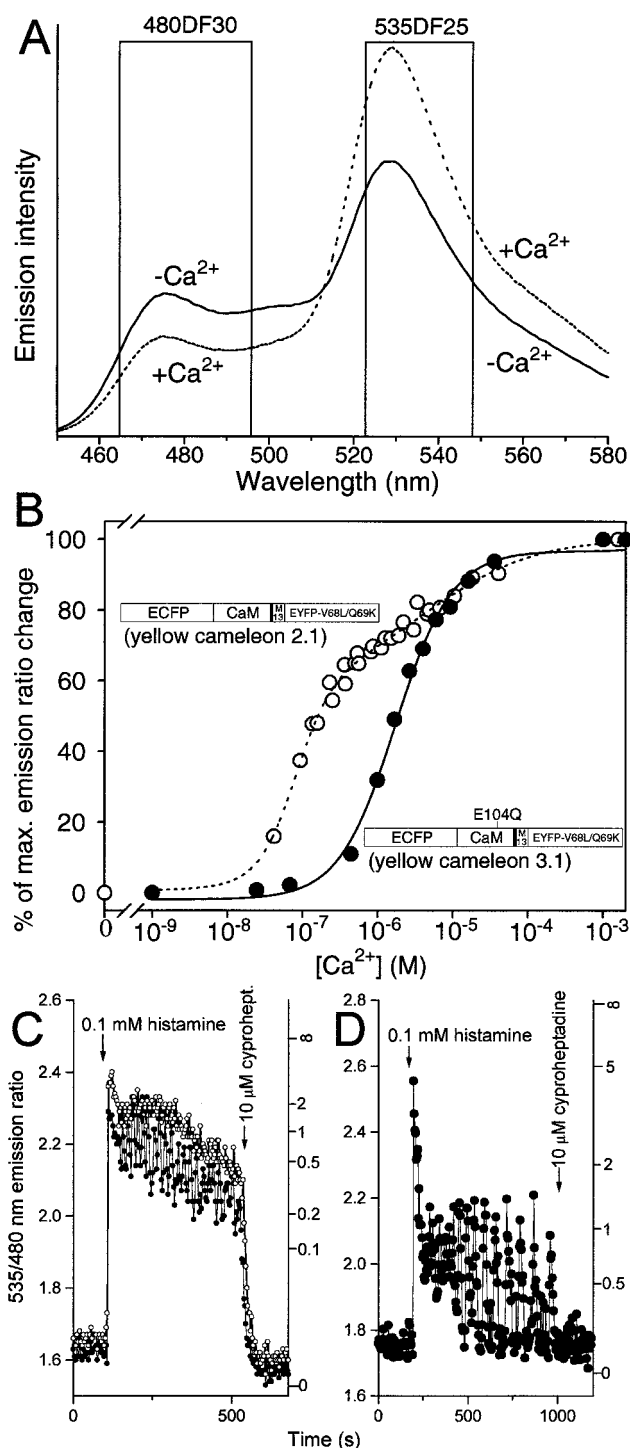 A
480DF30 535DF25
Emission intensity
-Ca²⁺
+Ca²⁺
+Ca²⁺
-Ca²⁺
460 480 500 520 540 560 580
Wavelength (nm)
B
% of max. emission ratio change
100
80
60
40
20
0
ECFP CaM M13 EYFP-V68L/Q69K
(yellow cameleon 2.1)
E104Q
ECFP CaM M13 EYFP-V68L/Q69K
(yellow cameleon 3.1)
0 10⁻⁹ 10⁻⁸ 10⁻⁷ 10⁻⁶ 10⁻⁵ 10⁻⁴ 10⁻³
[Ca²⁺] (M)
C
535/480 nm emission ratio
2.6
2.4
2.2
2.0
1.8
1.6
0.1 mM histamine
10 µM cyprohept.
∞
2
1
0.5
0.2
0.1
0
0 500
D
2.8
2.6
2.4
2.2
2.0
1.8
1.6
0.1 mM histamine
10 µM cyproheptadine
∞
5
2
1
0.5
0
0 500 1000
Time (s)